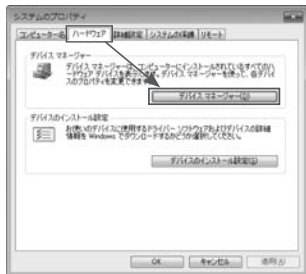 システムのプロパティ
コンピューター名 ハードウェア 詳細設定 システムの保護 リモート
デバイス マネージャー
デバイス マネージャーは、コンピューターにインストールされているすべてのハ
ードウェア デバイスを表示します。デバイス マネージャーを使って、各デバイ
スのプロパティを変更できます。
デバイス マネージャー(D)
デバイスのインストール設定
お使いのデバイスに使用するドライバー ソフトウェアおよびデバイスの詳細
情報を Windows でダウンロードするかどうか選択してください。
デバイスのインストール設定(S)
OK キャンセル 適用(A)